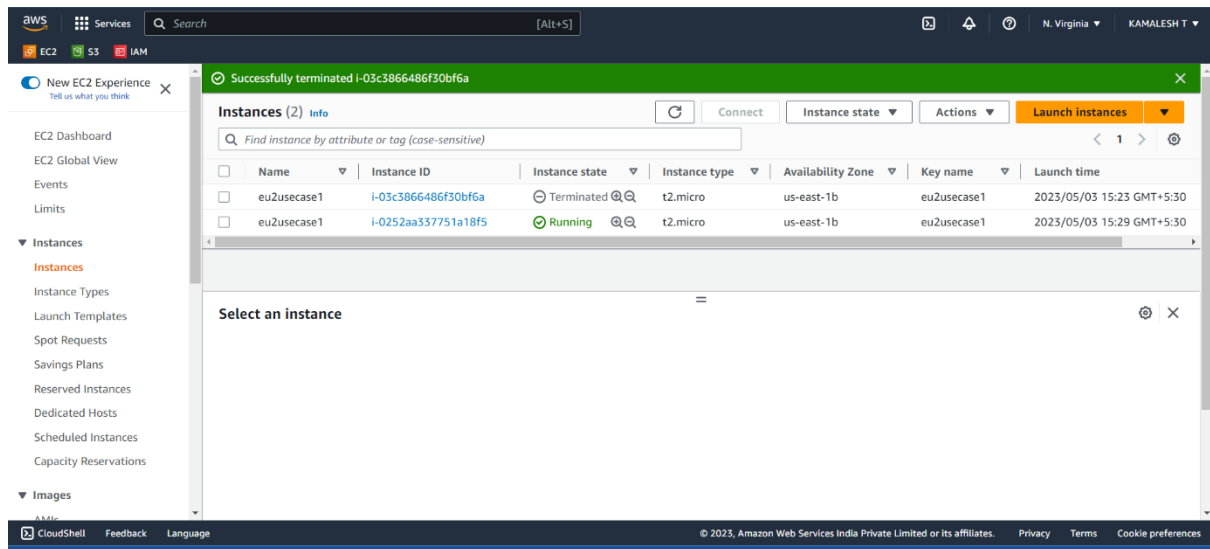 aws Services Search [Alt+S] N. Virginia ▼ KAMALESH T ▼
EC2 S3 IAM
New EC2 Experience
Tell us what you think
EC2 Dashboard
EC2 Global View
Events
Limits
▼ Instances
Instances
Instance Types
Launch Templates
Spot Requests
Savings Plans
Reserved Instances
Dedicated Hosts
Scheduled Instances
Capacity Reservations
▼ Images
AMIs
Successfully terminated i-03c3866486f30bf6a
Instances (2) Info Connect Instance state ▼ Actions ▼ Launch instances ▼
Find instance by attribute or tag (case-sensitive) < 1 >
Name Instance ID Instance state Instance type Availability Zone Key name Launch time
eu2usecase1 i-03c3866486f30bf6a Terminated t2.micro us-east-1b eu2usecase1 2023/05/03 15:23 GMT+5:30
eu2usecase1 i-0252aa337751a18f5 Running t2.micro us-east-1b eu2usecase1 2023/05/03 15:29 GMT+5:30
Select an instance
CloudShell Feedback Language © 2023, Amazon Web Services India Private Limited or its affiliates. Privacy Terms Cookie preferences